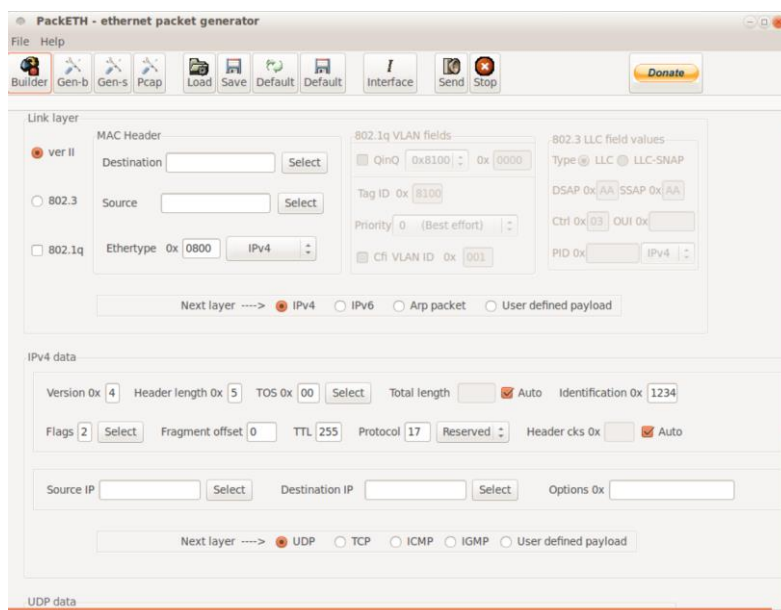 PackETH - ethernet packet generator
File Help
Builder Gen-b Gen-s Pcap Load Save Default Default Interface Send Stop Donate
Link layer
MAC Header 802.1q VLAN fields 802.3 LLC field values
ver II Destination Select QinQ 0x8100 0x 0000 Type LLC LLC-SNAP
802.3 Source Select Tag ID 0x 8100 DSAP 0x AA SSAP 0x AA
Priority 0 (Best effort) Ctrl 0x 03 OUI 0x
802.1q Ethertype 0x 0800 IPv4 Cfi VLAN ID 0x 001 PID 0x IPv4
Next layer ----> IPv4 IPv6 Arp packet User defined payload
IPv4 data
Version 0x 4 Header length 0x 5 TOS 0x 00 Select Total length Auto Identification 0x 1234
Flags 2 Select Fragment offset 0 TTL 255 Protocol 17 Reserved Header cks 0x Auto
Source IP Select Destination IP Select Options 0x
Next layer ----> UDP TCP ICMP IGMP User defined payload
UDP data